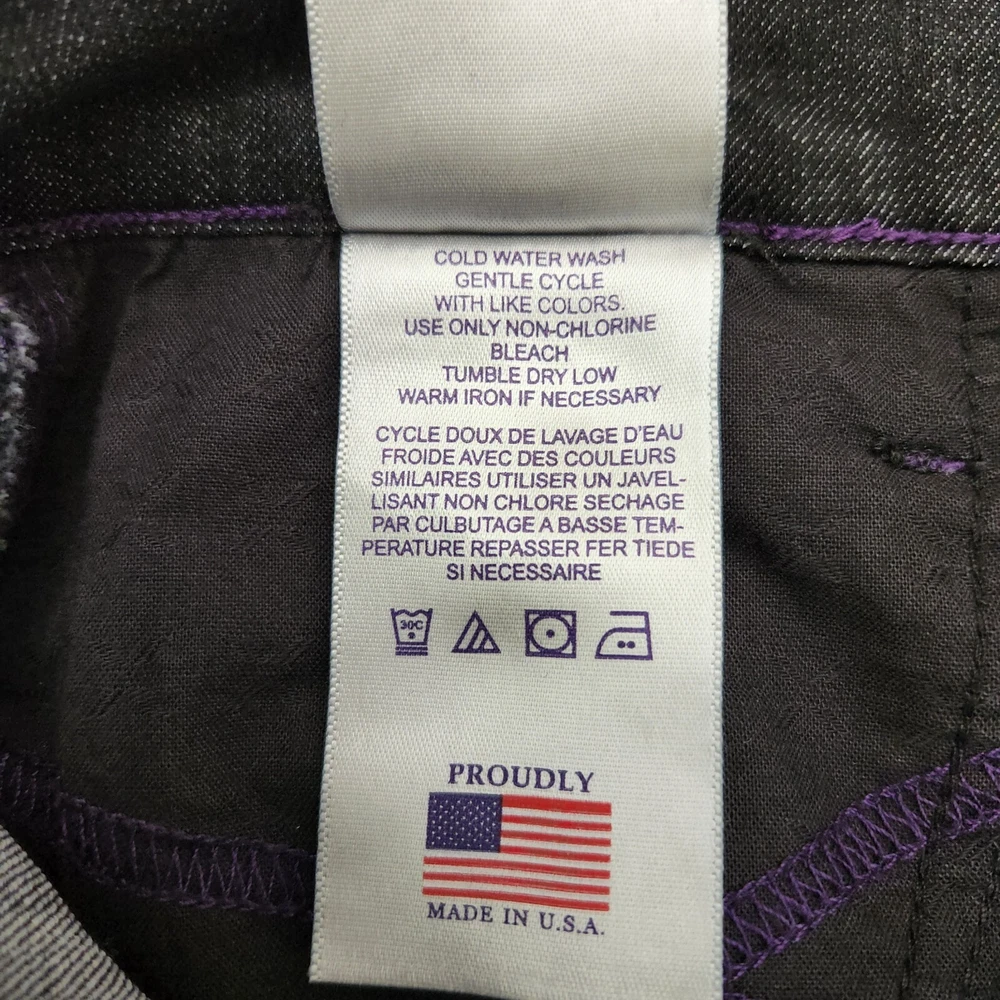 COLD WATER WASH
GENTLE CYCLE
WITH LIKE COLORS.
USE ONLY NON-CHLORINE
BLEACH
TUMBLE DRY LOW
WARM IRON IF NECESSARY
CYCLE DOUX DE LAVAGE D'EAU
FROIDE AVEC DES COULEURS
SIMILAIRES UTILISER UN JAVEL-
LISANT NON CHLORE SECHAGE
PAR CULBUTAGE A BASSE TEM-
PERATURE REPASSER FER TIEDE
SI NECESSAIRE
30C
PROUDLY
MADE IN U.S.A.